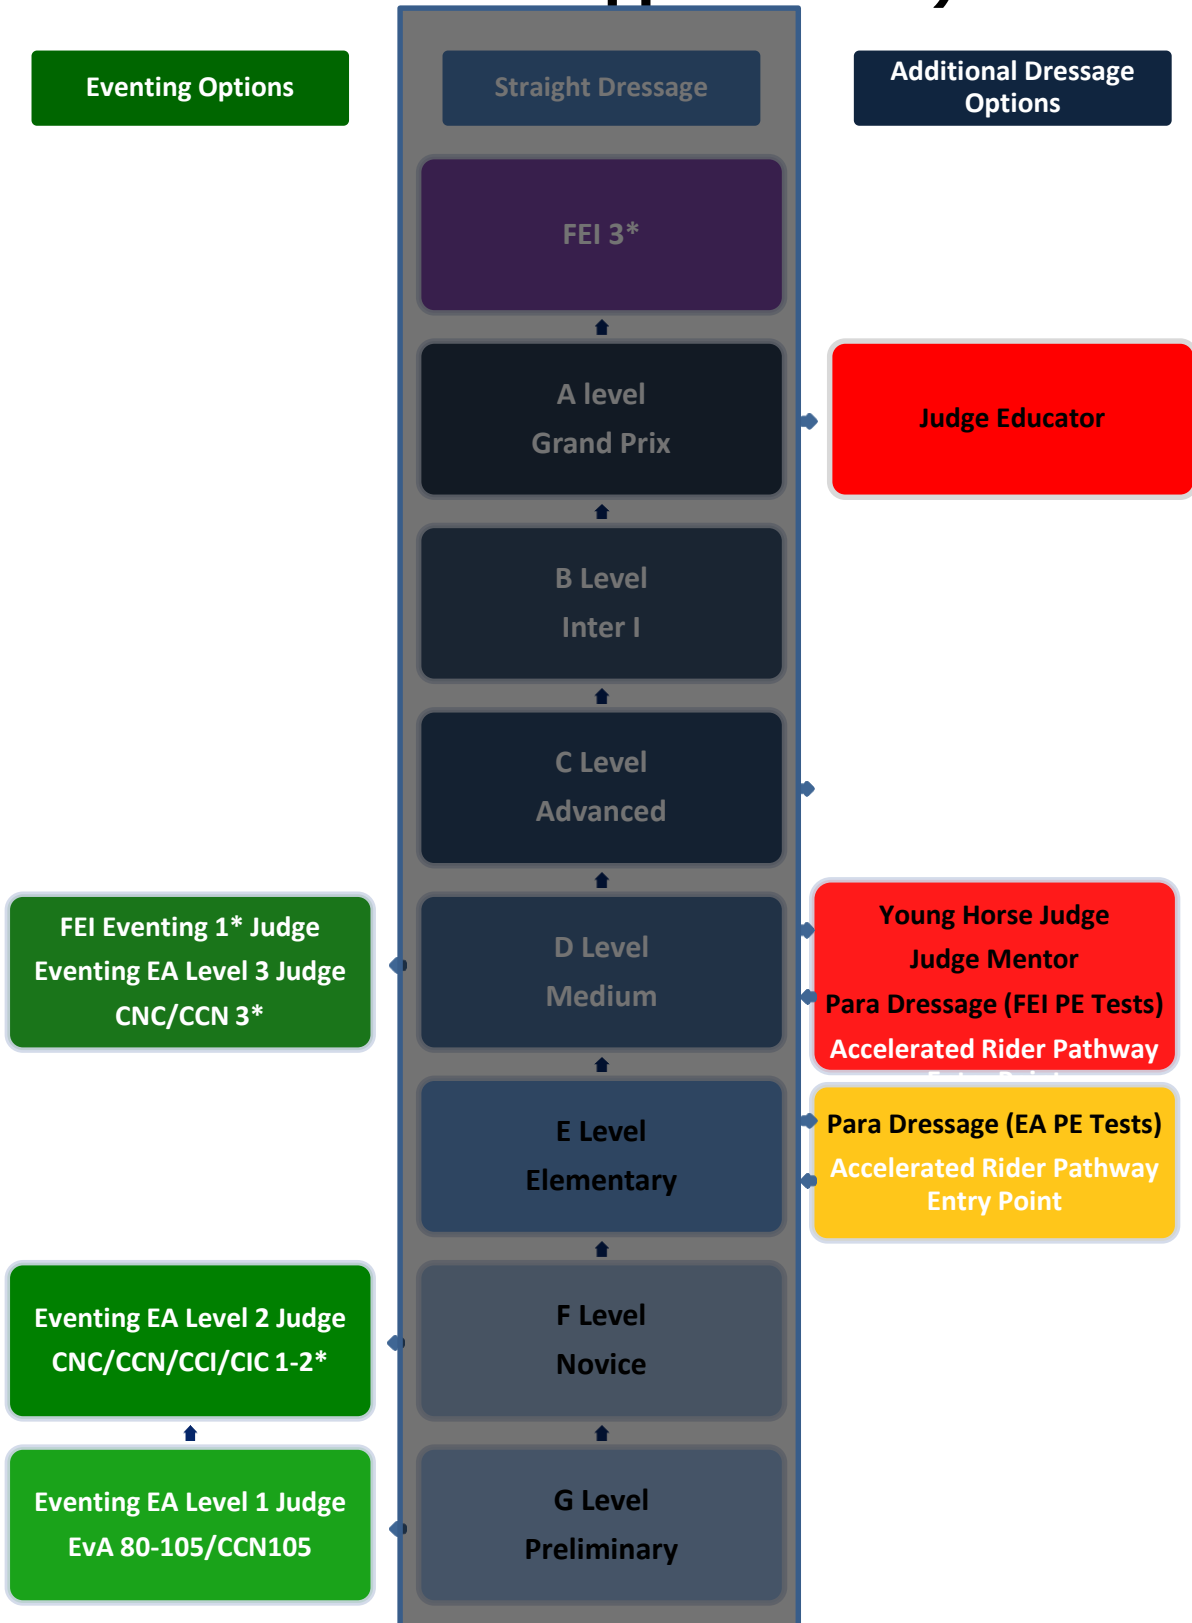 Eventing Options
Straight Dressage
Additional Dressage
Options
FEI 3*
A level
Grand Prix
Judge Educator
B Level
Inter I
C Level
Advanced
FEI Eventing 1* Judge
Eventing EA Level 3 Judge
CNC/CCN 3*
D Level
Medium
Young Horse Judge
Judge Mentor
Para Dressage (FEI PE Tests)
Accelerated Rider Pathway
E Level
Elementary
Para Dressage (EA PE Tests)
Accelerated Rider Pathway
Entry Point
Eventing EA Level 2 Judge
CNC/CCN/CCI/CIC 1-2*
F Level
Novice
Eventing EA Level 1 Judge
EvA 80-105/CCN105
G Level
Preliminary